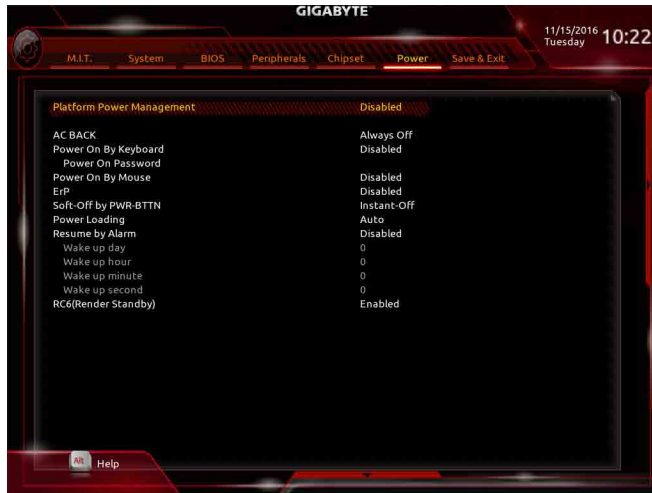 GIGABYTE
11/15/2016 10:22
Tuesday
M.I.T. System BIOS Peripherals Chipset Power Save & Exit
Platform Power Management Disabled
AC BACK Always Off
Power On By Keyboard Disabled
Power On Password
Power On By Mouse Disabled
ErP Disabled
Soft-Off by PWR-BTTN Instant-Off
Power Loading Auto
Resume by Alarm Disabled
Wake up day 0
Wake up hour 0
Wake up minute 0
Wake up second 0
RC6(Render Standby) Enabled
Alt Help